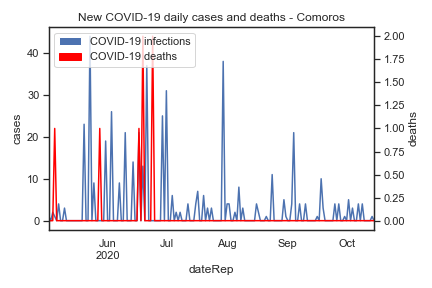 New COVID-19 daily cases and deaths - Comoros
COVID-19 infections
COVID-19 deaths
40
30
20
10
0
cases
2.00
1.75
1.50
1.25
1.00
0.75
0.50
0.25
0.00
deaths
Jun Jul Aug Sep Oct
2020
dateRep